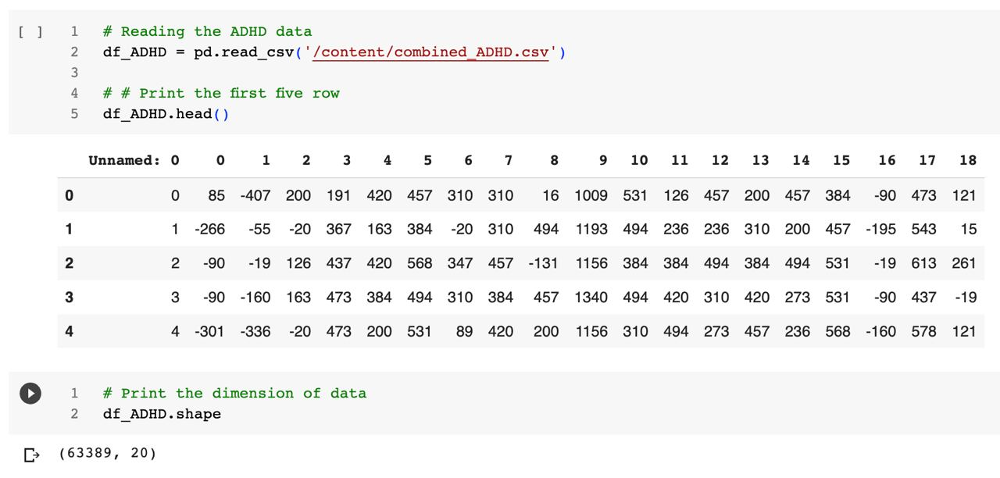 [ ] 1 # Reading the ADHD data
2 df_ADHD = pd.read_csv('/content/combined_ADHD.csv')
3
4 # # Print the first five row
5 df_ADHD.head()
Unnamed: 0 0 1 2 3 4 5 6 7 8 9 10 11 12 13 14 15 16 17 18
0 0 85 -407 200 191 420 457 310 310 16 1009 531 126 457 200 457 384 -90 473 121
1 1 -266 -55 -20 367 163 384 -20 310 494 1193 494 236 236 310 200 457 -195 543 15
2 2 -90 -19 126 437 420 568 347 457 -131 1156 384 384 494 384 494 531 -19 613 261
3 3 -90 -160 163 473 384 494 310 384 457 1340 494 420 310 420 273 531 -90 437 -19
4 4 -301 -336 -20 473 200 531 89 420 200 1156 310 494 273 457 236 568 -160 578 121
1 # Print the dimension of data
2 df_ADHD.shape
(63389, 20)